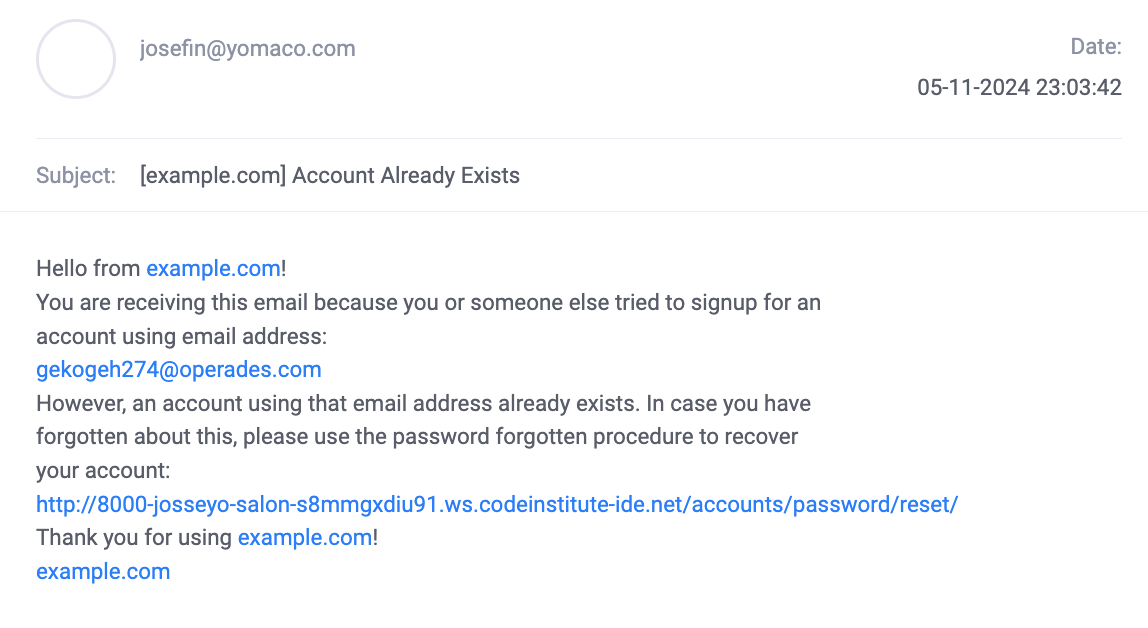 josefin@yomaco.com
Date:
05-11-2024 23:03:42
Subject: [example.com] Account Already Exists
Hello from example.com!
You are receiving this email because you or someone else tried to signup for an
account using email address:
gekogeh274@operades.com
However, an account using that email address already exists. In case you have
forgotten about this, please use the password forgotten procedure to recover
your account:
http://8000-josseyo-salon-s8mmgxdiu91.ws.codeinstitute-ide.net/accounts/password/reset/
Thank you for using example.com!
example.com